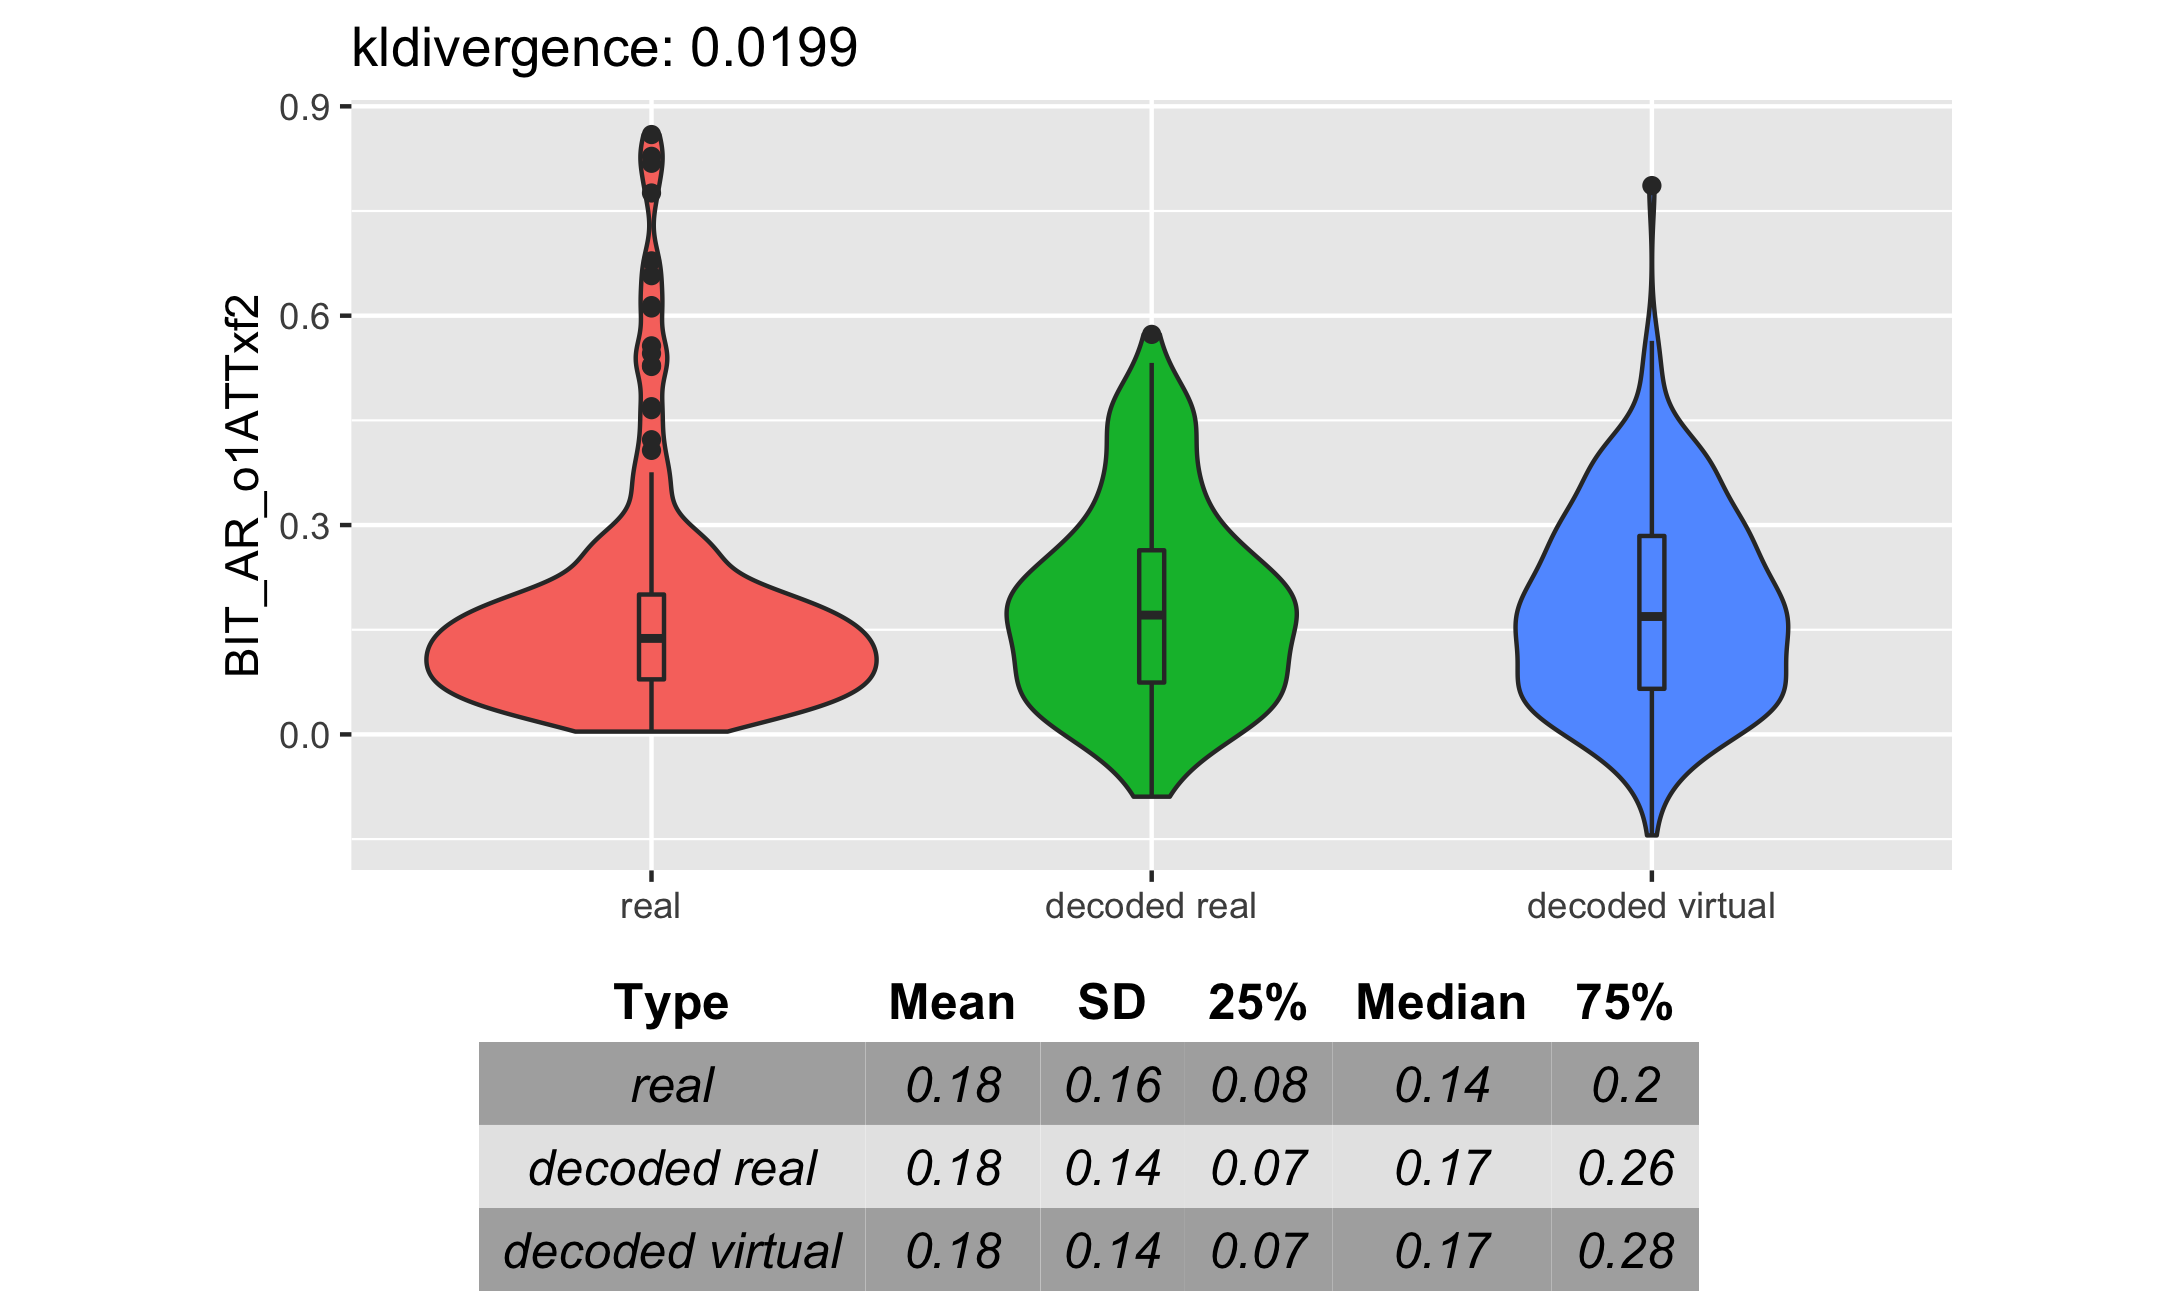 kldivergence: 0.0199
0.9
0.6
0.3
0.0
BIT_AR_o1ATTxf2
real decoded real decoded virtual
Type Mean SD 25% Median 75%
real 0.18 0.16 0.08 0.14 0.2
decoded real 0.18 0.14 0.07 0.17 0.26
decoded virtual 0.18 0.14 0.07 0.17 0.28